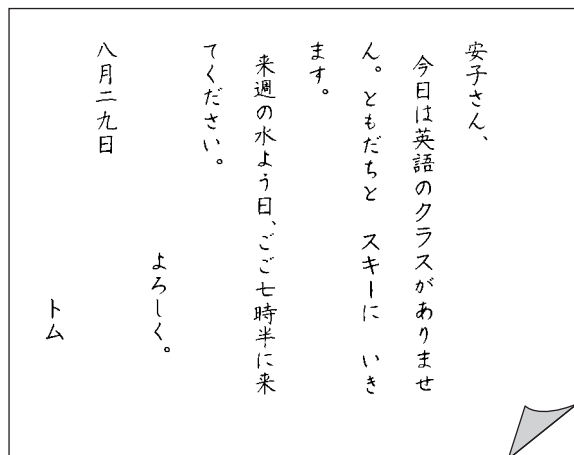 安子さん、
今日は英語のクラスがありませ
ん。ともだちと スキーに いき
ます。
来週の水よう日、ごご七時半に来
てください。
よろしく。
八月二九日
トム